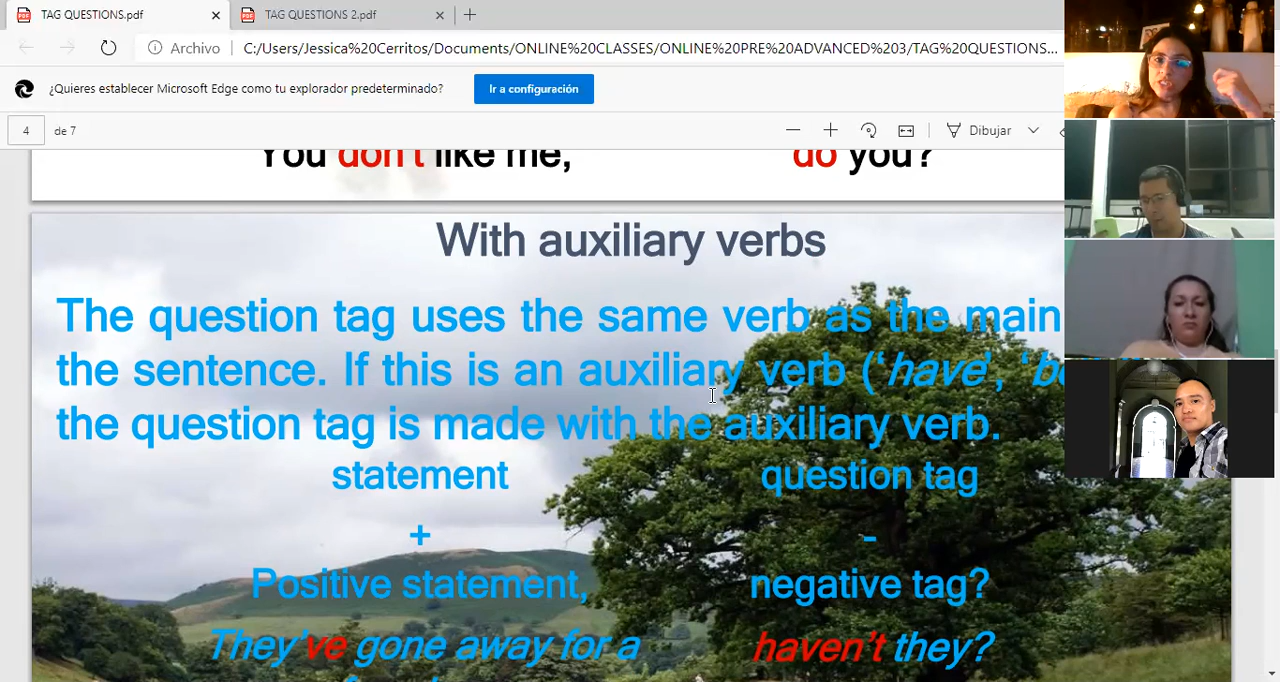 TAG QUESTIONS.pdf
TAG QUESTIONS 2.pdf
Archivo
C:/Users/Jessica%20Cerritos/Documents/ONLINE%20CLASSES/ONLINE%20PRE%20ADVANCED%203/TAG%20QUESTIONS...
¿Quieres establecer Microsoft Edge como tu explorador predeterminado?
Ir a configuración
4 de 7
Dibujar
You don't like me, do you?
With auxiliary verbs
The question tag uses the same verb as the main
the sentence. If this is an auxiliary verb (‘have’, ‘be
the question tag is made with the auxiliary verb.
statement question tag
+ -
Positive statement, negative tag?
They've gone away for a haven't they?